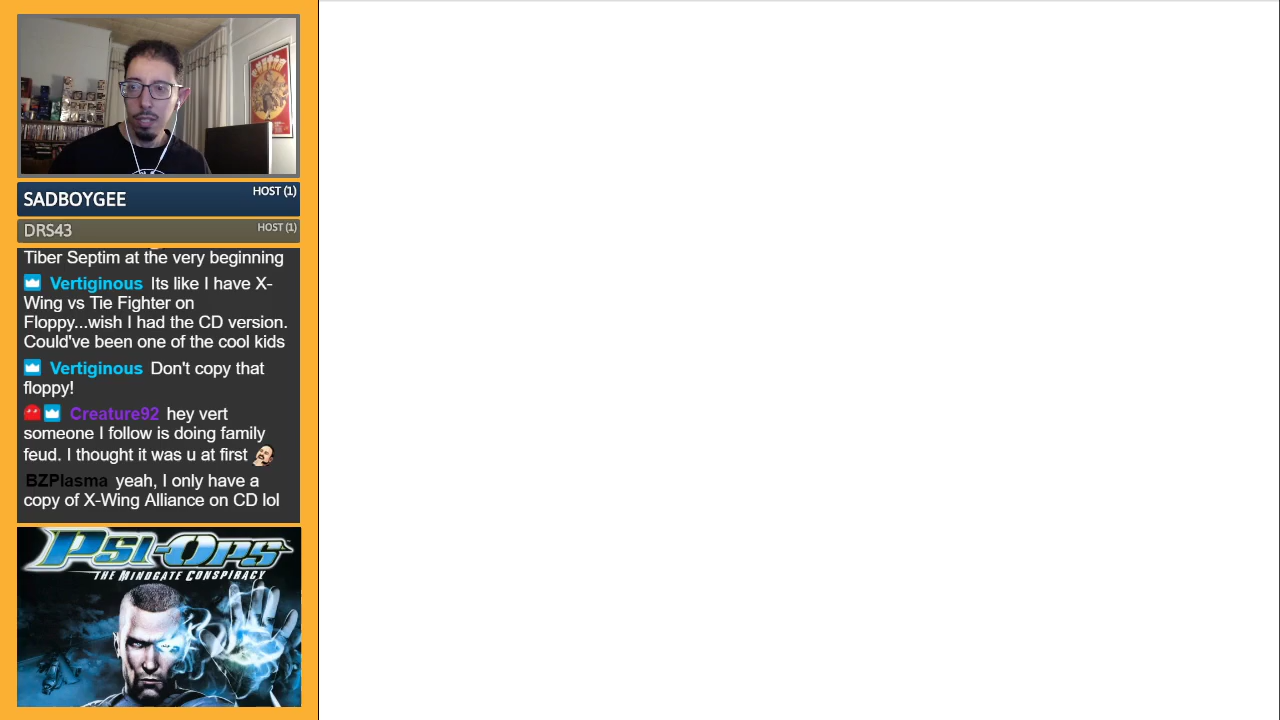 SADBOYGEE
HOST (1)
DRS43
HOST (1)
Tiber Septim at the very beginning
Vertiginous Its like I have X-
Wing vs Tie Fighter on
Floppy...wish I had the CD version.
Could've been one of the cool kids
Vertiginous Don't copy that
floppy!
Creature92 hey vert
someone I follow is doing family
feud. I thought it was u at first
BZPlasma yeah, I only have a
copy of X-Wing Alliance on CD lol
PSI-OPS
THE MINDGATE CONSPIRACY